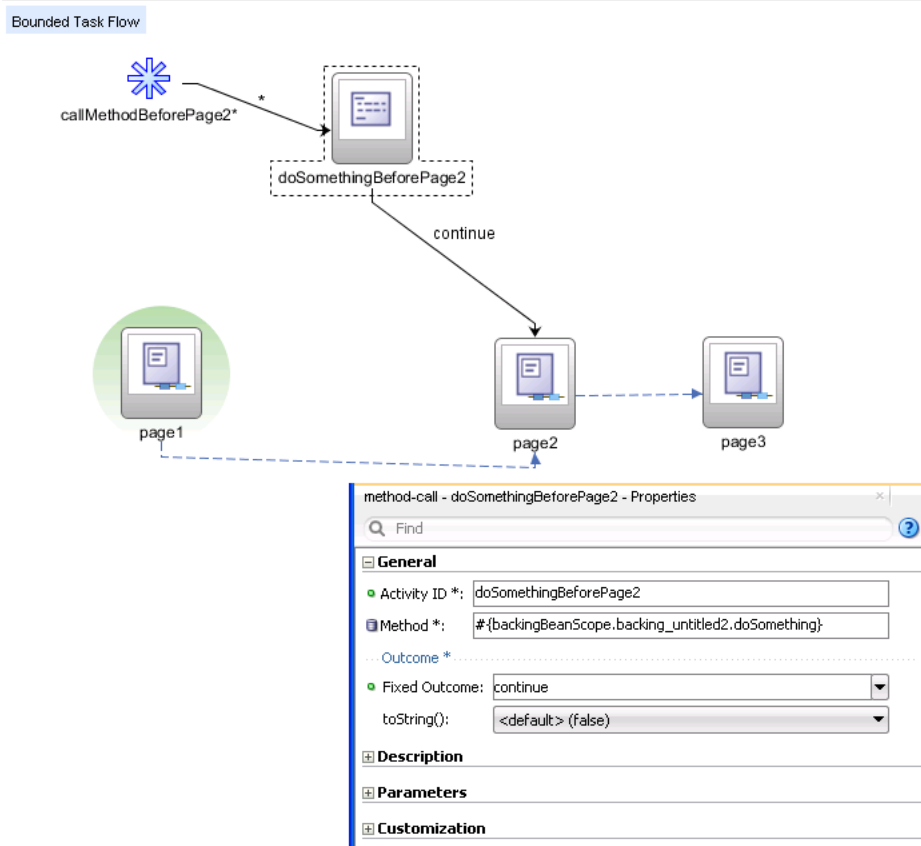 Bounded Task Flow
*
callMethodBeforePage2*
doSomethingBeforePage2
continue
page1
page2
page3
method-call - doSomethingBeforePage2 - Properties
Find
General
Activity ID *: doSomethingBeforePage2
Method *: #{backingBeanScope.backing_untitled2.doSomething}
Outcome *
Fixed Outcome: continue
toString(): <default> (false)
Description
Parameters
Customization